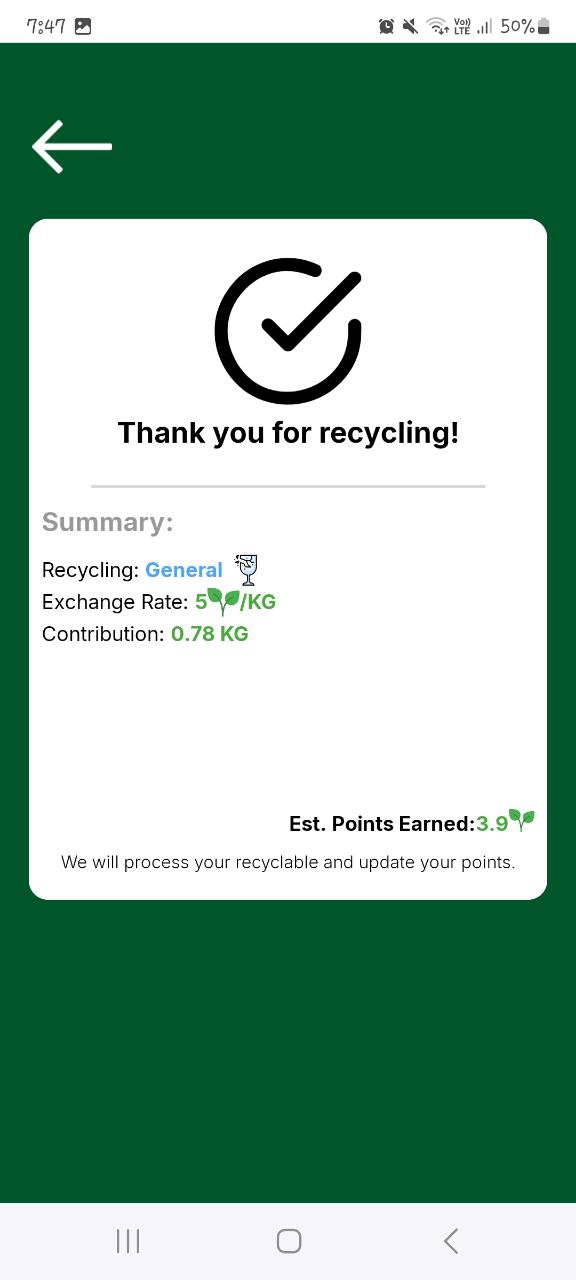 7:47 Vo)) LTE 50%
Thank you for recycling!
Summary:
Recycling: General
Exchange Rate: 5/KG
Contribution: 0.78 KG
Est. Points Earned:3.9
We will process your recyclable and update your points.